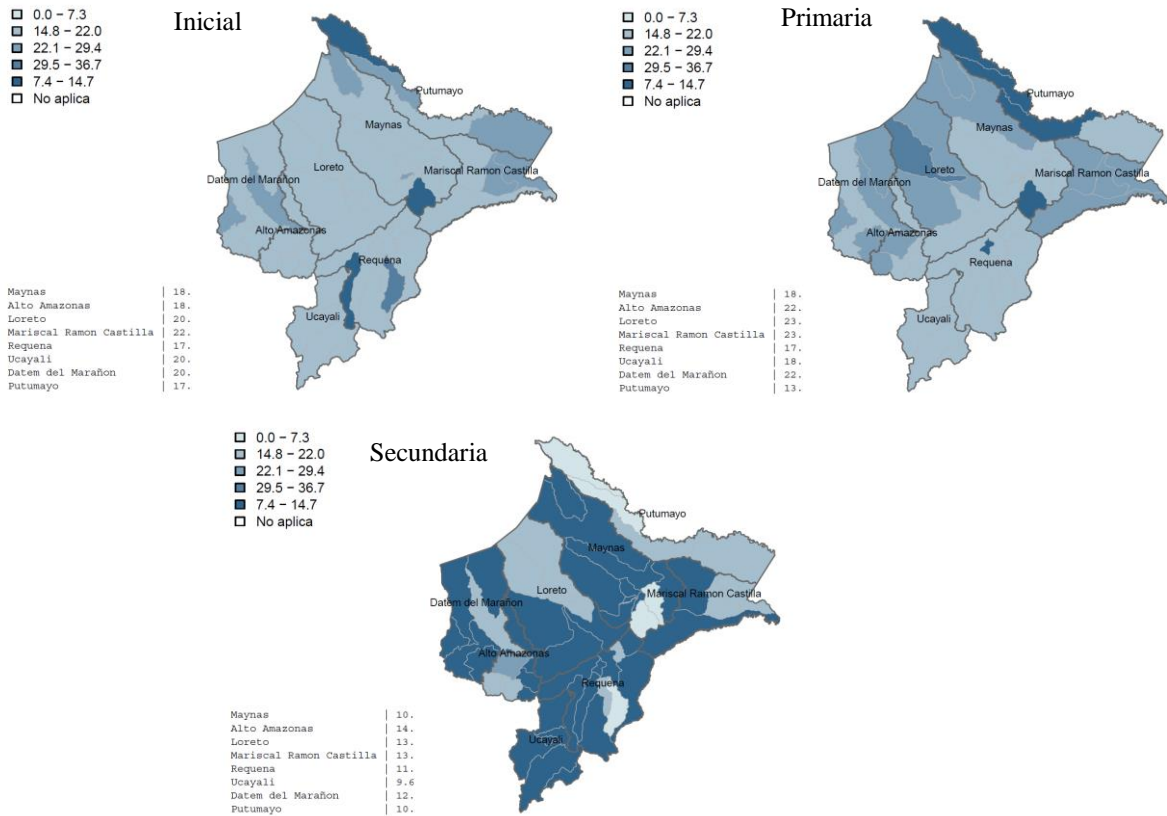 Inicial
0.0 – 7.3
14.8 – 22.0
22.1 – 29.4
29.5 – 36.7
7.4 – 14.7
No aplica
Putumayo
Maynas
Loreto
Mariscal Ramon Castilla
Datem del Marañon
Alto Amazonas
Requena
Ucayali
Maynas | 18.
Alto Amazonas | 18.
Loreto | 20.
Mariscal Ramon Castilla | 22.
Requena | 17.
Ucayali | 20.
Datem del Marañon | 20.
Putumayo | 17.
Primaria
0.0 – 7.3
14.8 – 22.0
22.1 – 29.4
29.5 – 36.7
7.4 – 14.7
No aplica
Putumayo
Maynas
Loreto
Mariscal Ramon Castilla
Datem del Marañon
Alto Amazonas
Requena
Ucayali
Maynas | 18.
Alto Amazonas | 22.
Loreto | 23.
Mariscal Ramon Castilla | 23.
Requena | 17.
Ucayali | 18.
Datem del Marañon | 22.
Putumayo | 13.
Secundaria
0.0 – 7.3
14.8 – 22.0
22.1 – 29.4
29.5 – 36.7
7.4 – 14.7
No aplica
Putumayo
Maynas
Loreto
Mariscal Ramon Castilla
Datem del Marañon
Alto Amazonas
Requena
Ucayali
Maynas | 10.
Alto Amazonas | 14.
Loreto | 13.
Mariscal Ramon Castilla | 13.
Requena | 11.
Ucayali | 9.6
Datem del Marañon | 12.
Putumayo | 10.